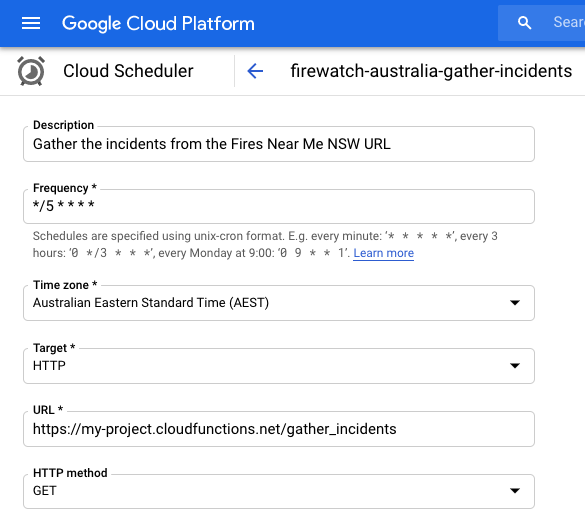 Google Cloud Platform
Cloud Scheduler
firewatch-australia-gather-incidents
Description
Gather the incidents from the Fires Near Me NSW URL
Frequency *
*/5 * * * *
Schedules are specified using unix-cron format. E.g. every minute: '* * * * *', every 3
hours: '0 */3 * * *', every Monday at 9:00: '0 9 * * 1'. Learn more
Time zone *
Australian Eastern Standard Time (AEST)
Target *
HTTP
URL *
https://my-project.cloudfunctions.net/gather_incidents
HTTP method
GET